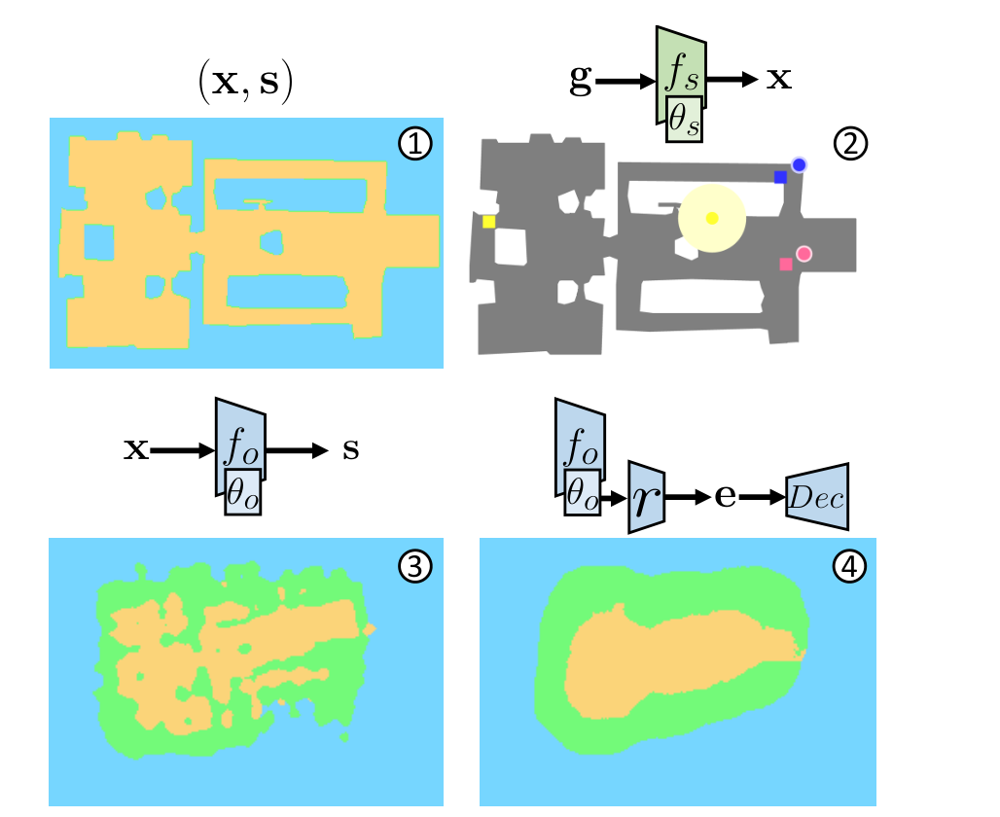 (x, s)
①
g f_s x
θ_s
②
x f_o s
θ_o
③
f_o
θ_o r e Dec
④